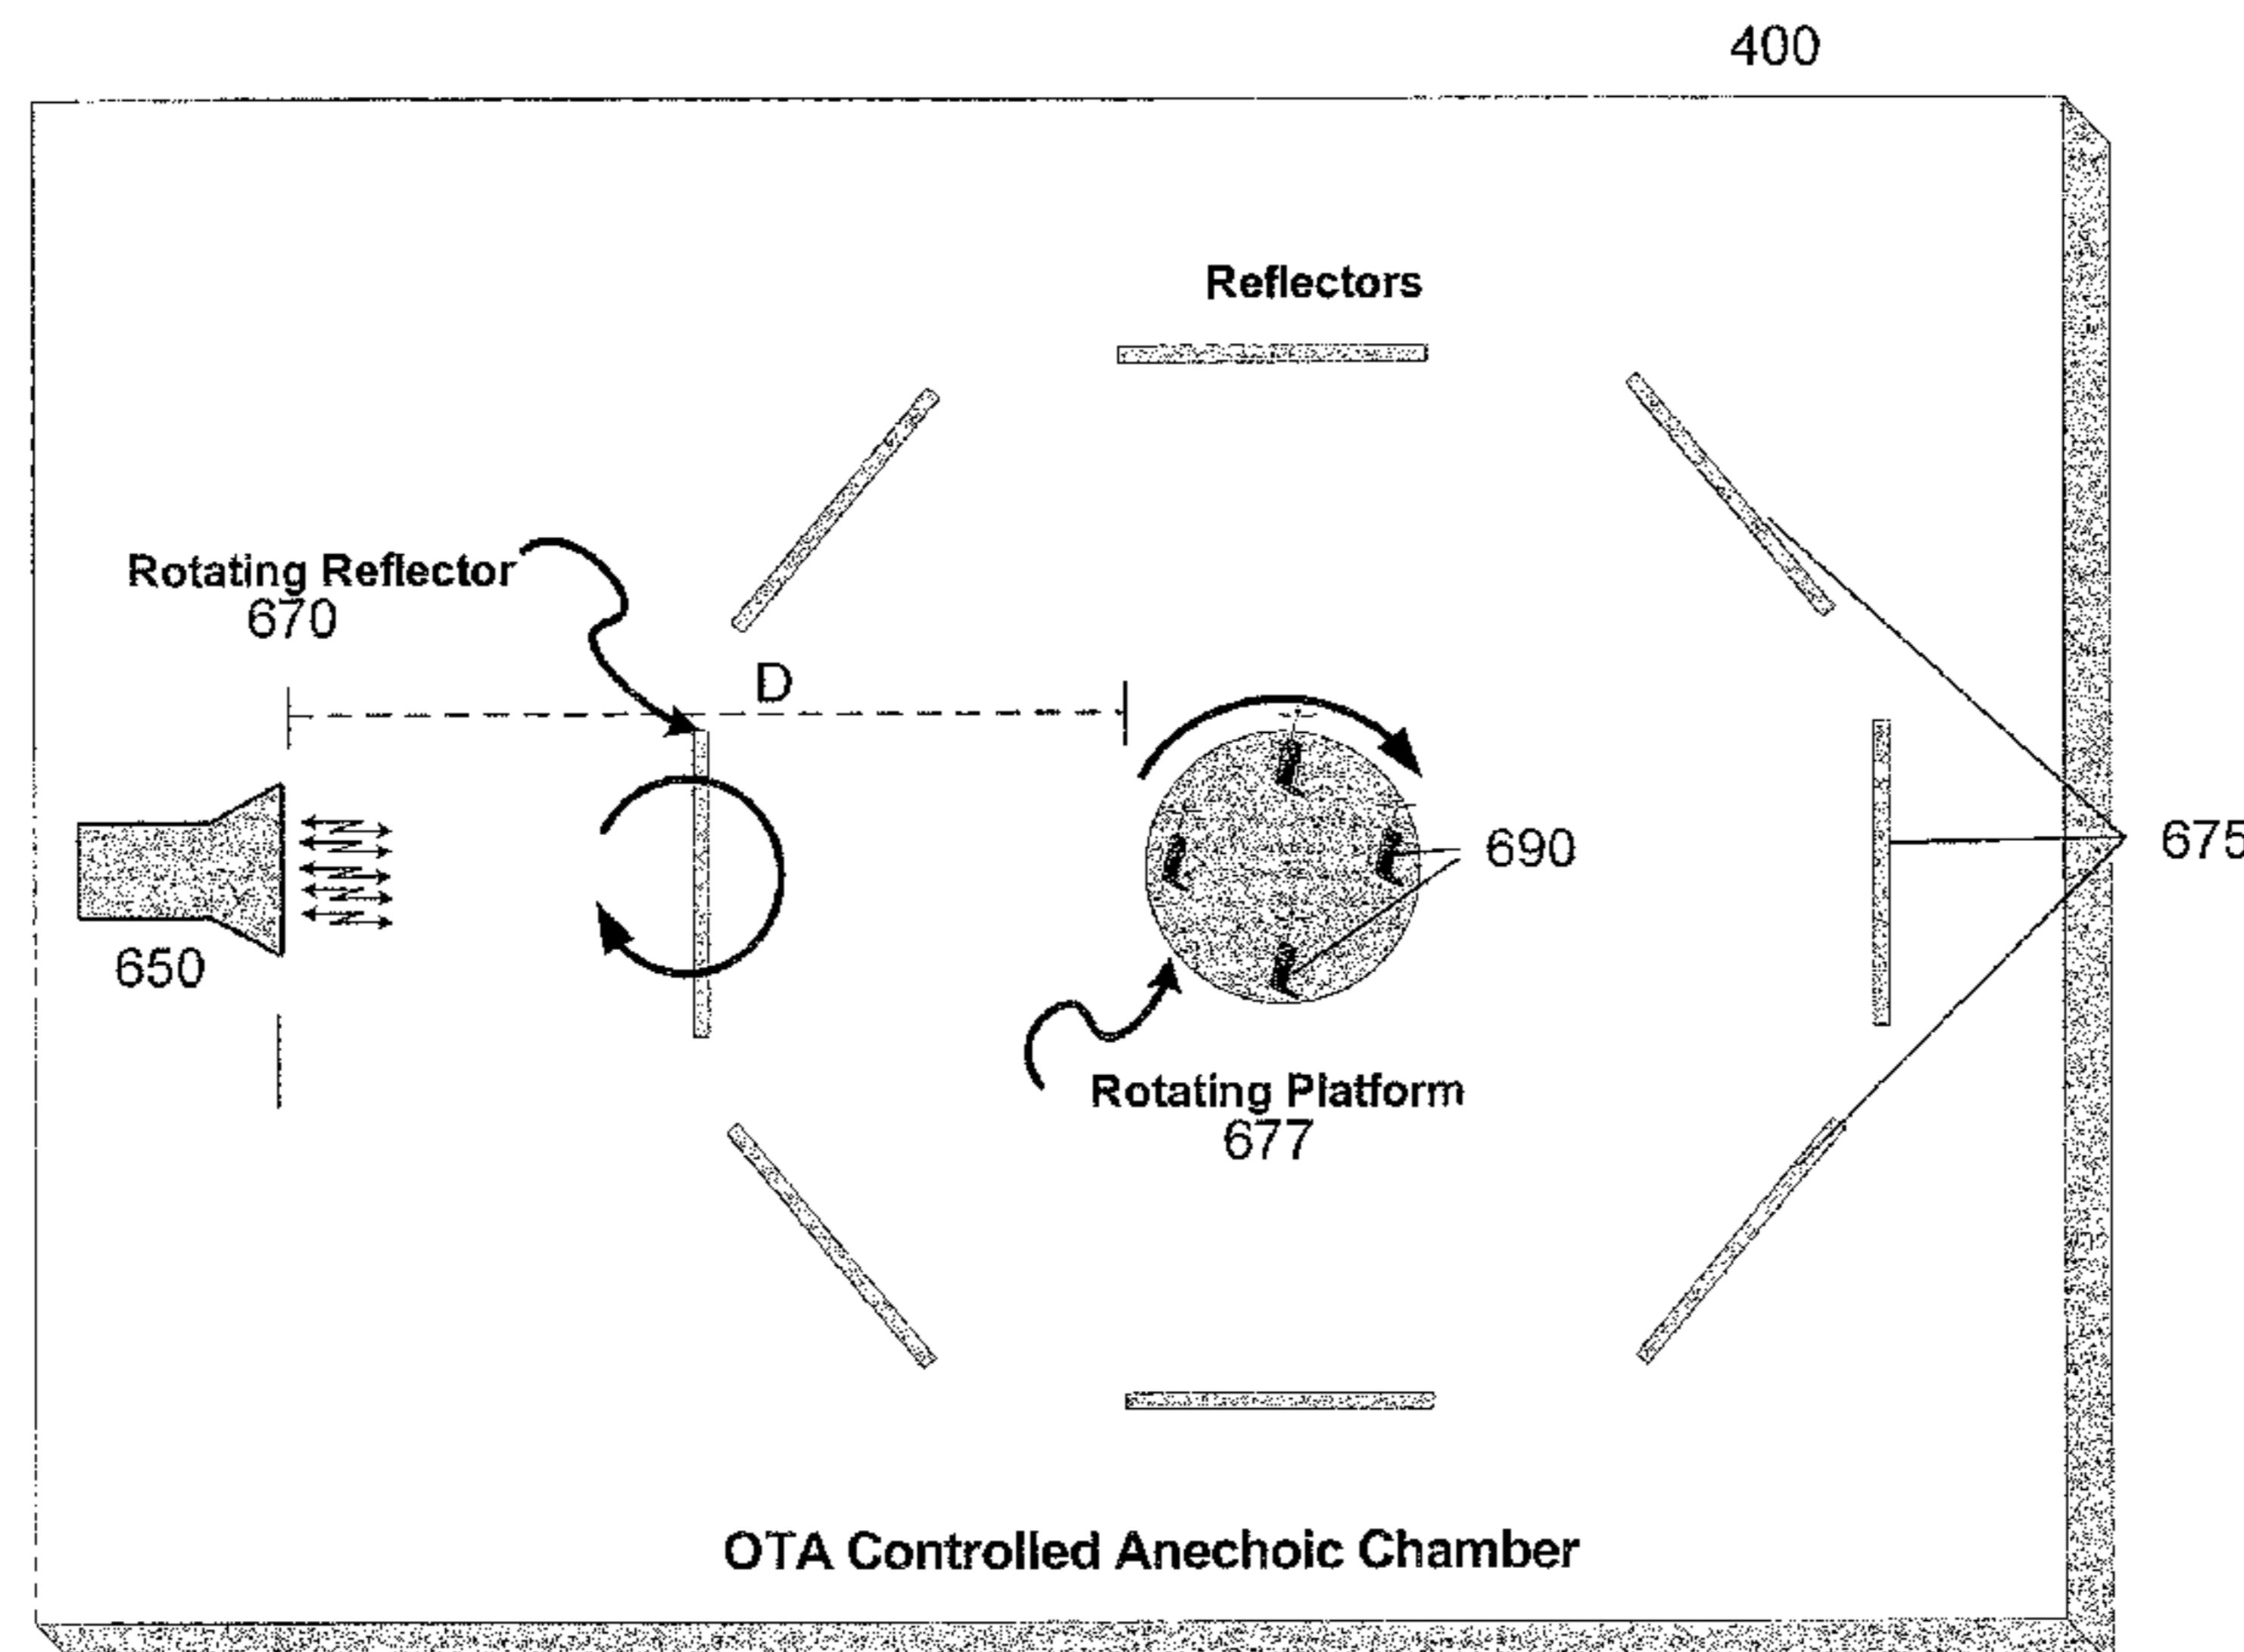 400
Reflectors
Rotating Reflector
670
D
690
675
650
Rotating Platform
677
OTA Controlled Anechoic Chamber